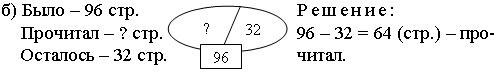 б) Было – 96 стр.
Прочитал – ? стр.
Осталось – 32 стр.
? 32
96
Решение:
96 – 32 = 64 (стр.) – про-
читал.